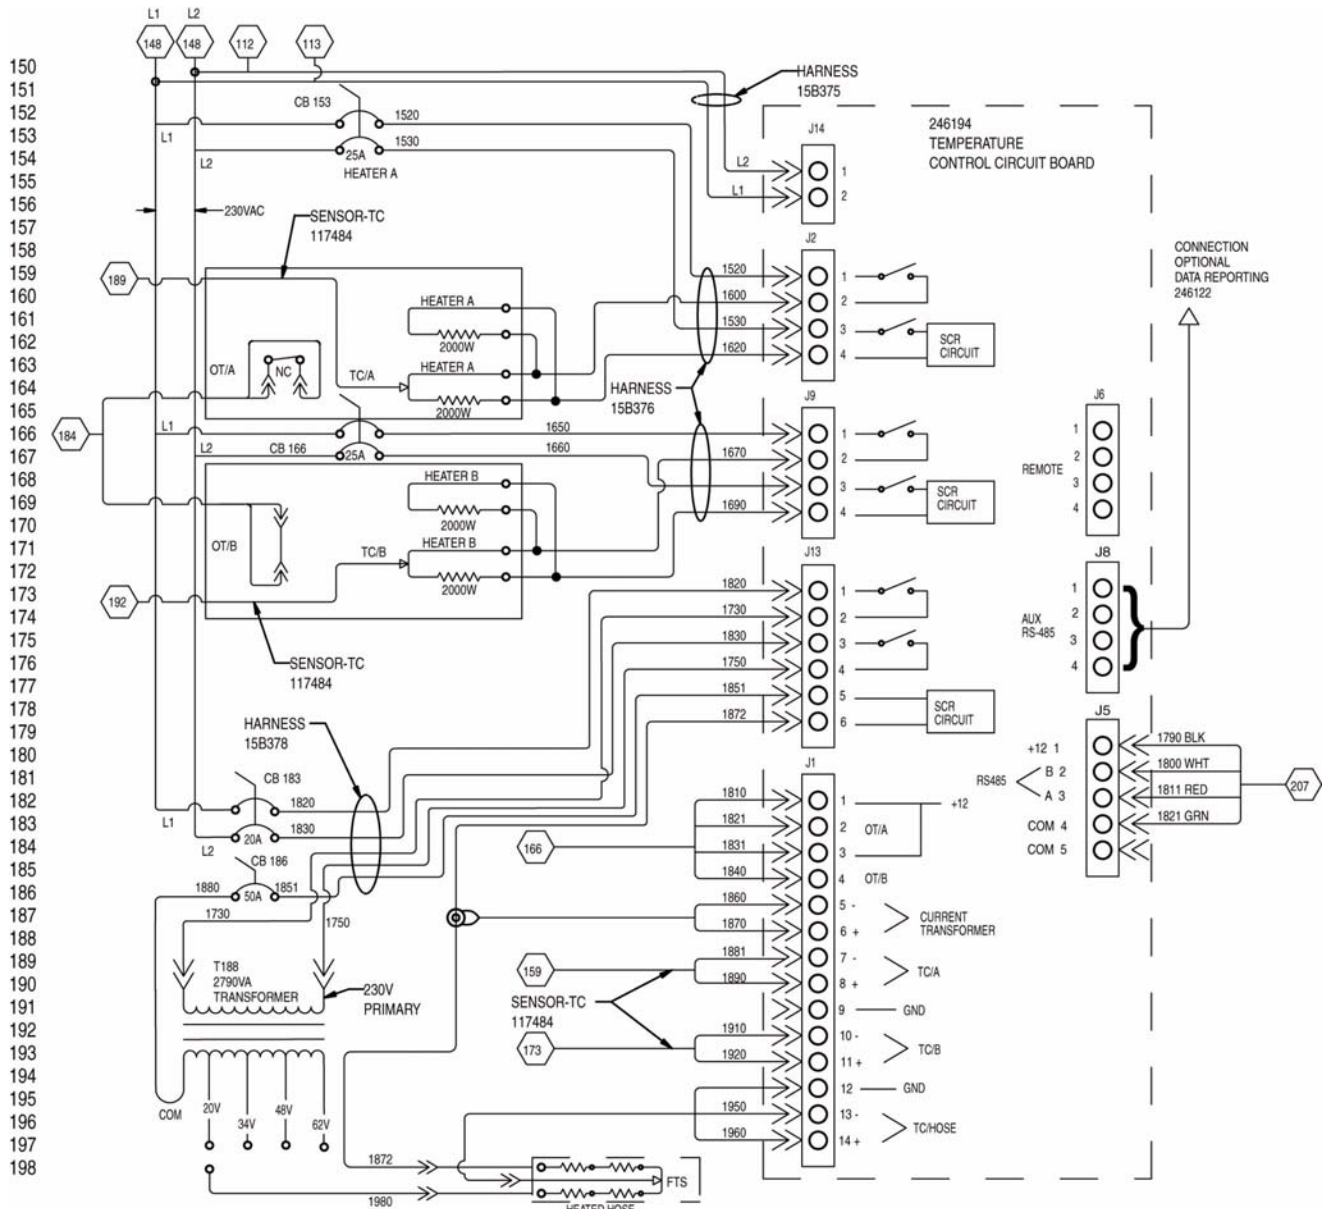 L1
L2
148
148
112
113
150
151
152
153
154
155
156
157
158
159
160
161
162
163
164
165
166
167
168
169
170
171
172
173
174
175
176
177
178
179
180
181
182
183
184
185
186
187
188
189
190
191
192
193
194
195
196
197
198
HARNESS
15B375
CB 153
1520
1530
L1
L2
25A
HEATER A
230VAC
SENSOR-TC
117484
189
HEATER A
2000W
HEATER A
2000W
OT/A
NC
TC/A
184
L1
L2
CB 166
25A
1650
1660
HEATER B
2000W
HEATER B
2000W
OT/B
TC/B
192
SENSOR-TC
117484
HARNESS
15B376
HARNESS
15B378
CB 183
1820
L1
1830
20A
L2
CB 186
1880
1851
50A
1730
1750
T188
2790VA
TRANSFORMER
230V
PRIMARY
COM
20V
34V
48V
62V
1872
1980
FTS
HEATED HOSE
246194
TEMPERATURE
CONTROL CIRCUIT BOARD
J14
L2
1
L1
2
J2
1520
1
1600
2
1530
3
1620
4
SCR
CIRCUIT
J9
1
1670
2
3
1690
4
SCR
CIRCUIT
J13
1820
1
1730
2
1830
3
1750
4
1851
5
1872
6
SCR
CIRCUIT
J1
1810
1
+12
1821
2
OT/A
1831
3
1840
4
OT/B
166
1860
5 -
1870
6 +
CURRENT
TRANSFORMER
159
1881
7 -
1890
8 +
TC/A
9
GND
SENSOR-TC
117484
173
1910
10 -
1920
11 +
TC/B
12
GND
1950
13 -
1960
14 +
TC/HOSE
CONNECTION
OPTIONAL
DATA REPORTING
246122
J6
REMOTE
1
2
3
4
J8
AUX
RS-485
1
2
3
4
J5
+12 1
1790 BLK
RS485
B 2
1800 WHT
A 3
1811 RED
COM 4
1821 GRN
COM 5
207